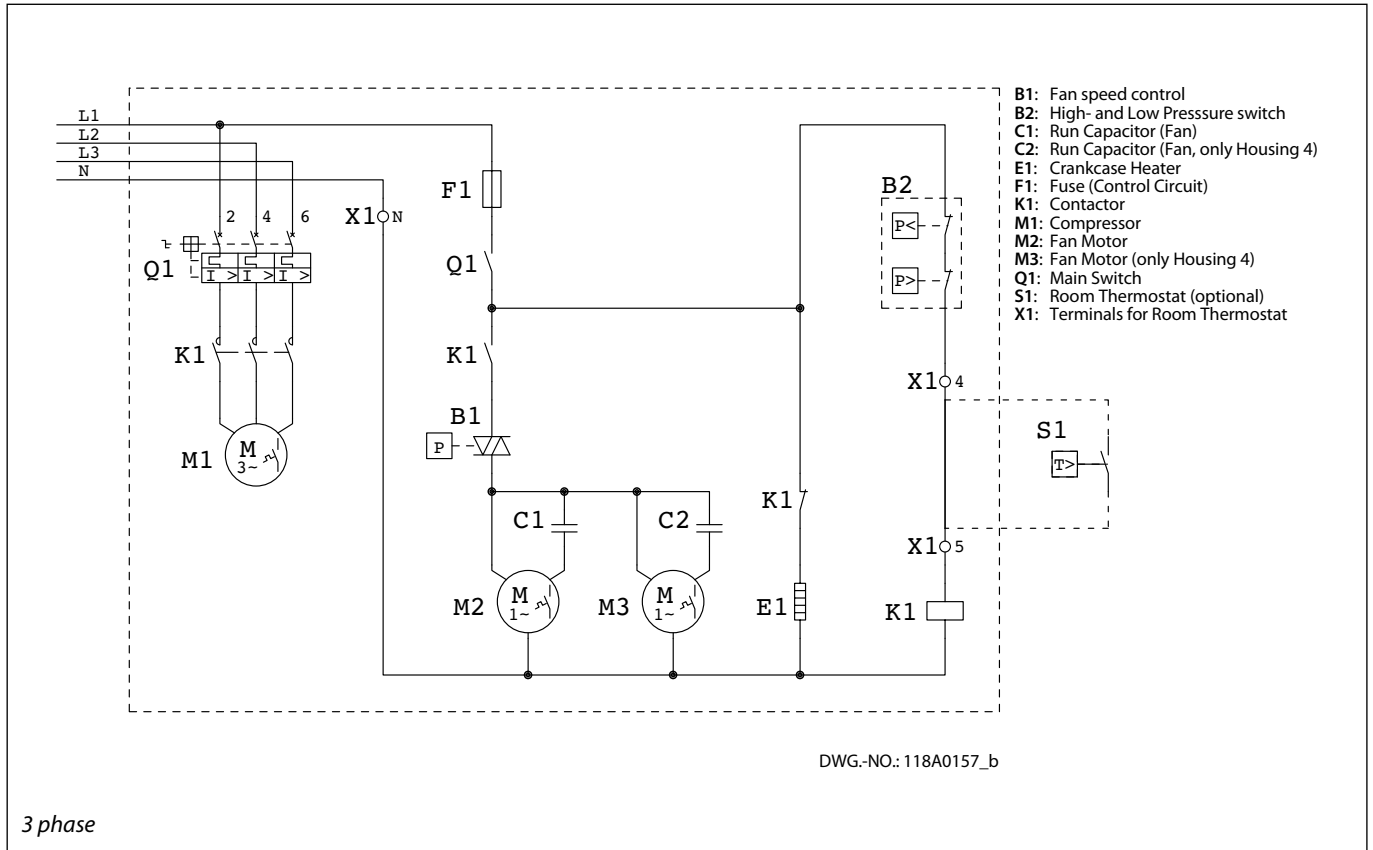 L1
L2
L3
N
2 4 6
X1 N
F1
Q1
I > I > I >
Q1
K1
K1
B1
P
M1
M
3~
C1
C2
M2
M
1~
M3
M
1~
K1
E1
B2
P<
P>
X1 4
S1
T>
X1 5
K1
B1: Fan speed control
B2: High- and Low Presssure switch
C1: Run Capacitor (Fan)
C2: Run Capacitor (Fan, only Housing 4)
E1: Crankcase Heater
F1: Fuse (Control Circuit)
K1: Contactor
M1: Compressor
M2: Fan Motor
M3: Fan Motor (only Housing 4)
Q1: Main Switch
S1: Room Thermostat (optional)
X1: Terminals for Room Thermostat
DWG.-NO.: 118A0157_b
3 phase